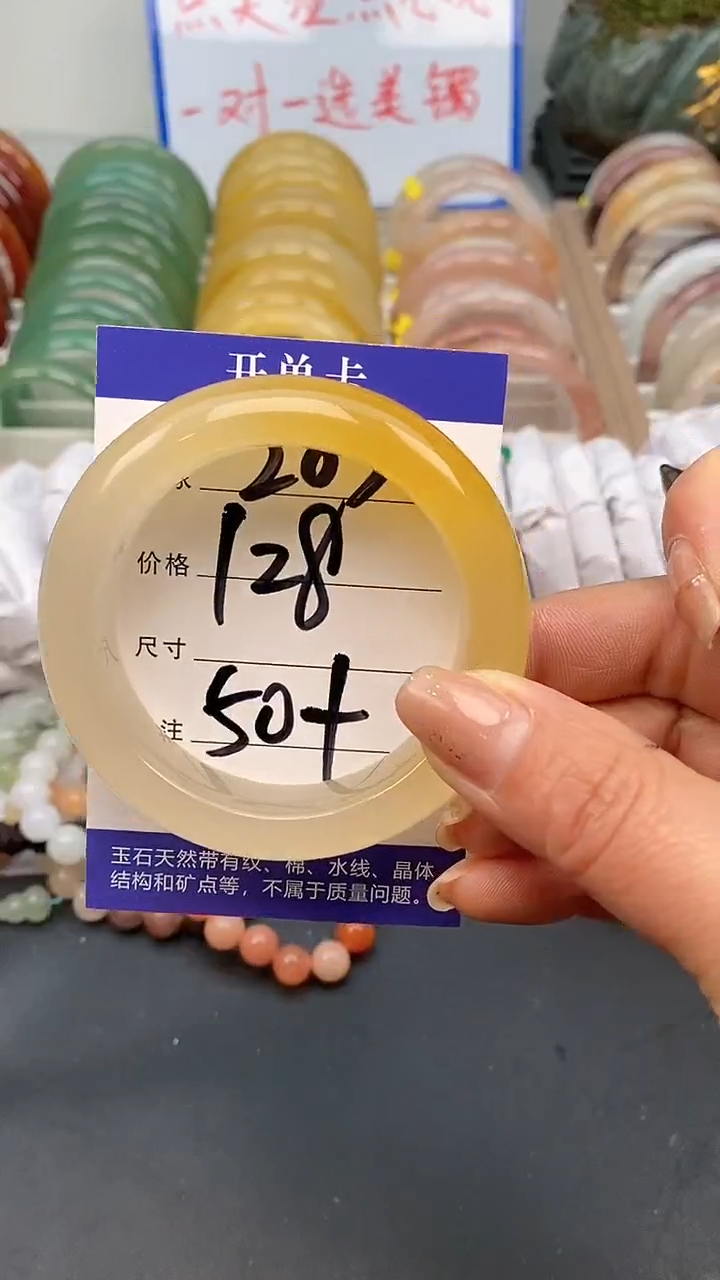 一对一选美镯
开单卡
207
价格 128
尺寸
注 50+
玉石天然带有纹、棉、水线、晶体
结构和矿点等，不属于质量问题。